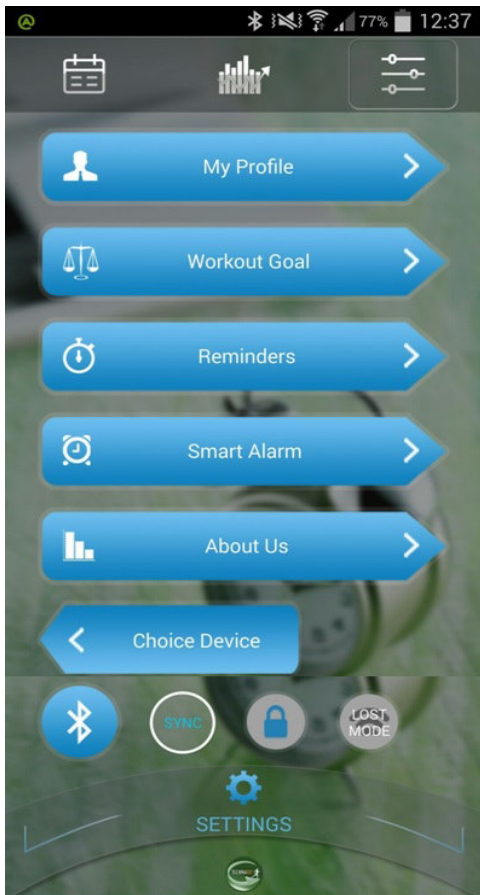 77% 12:37
My Profile
Workout Goal
Reminders
Smart Alarm
About Us
Choice Device
SYNC
LOST
MODE
SETTINGS